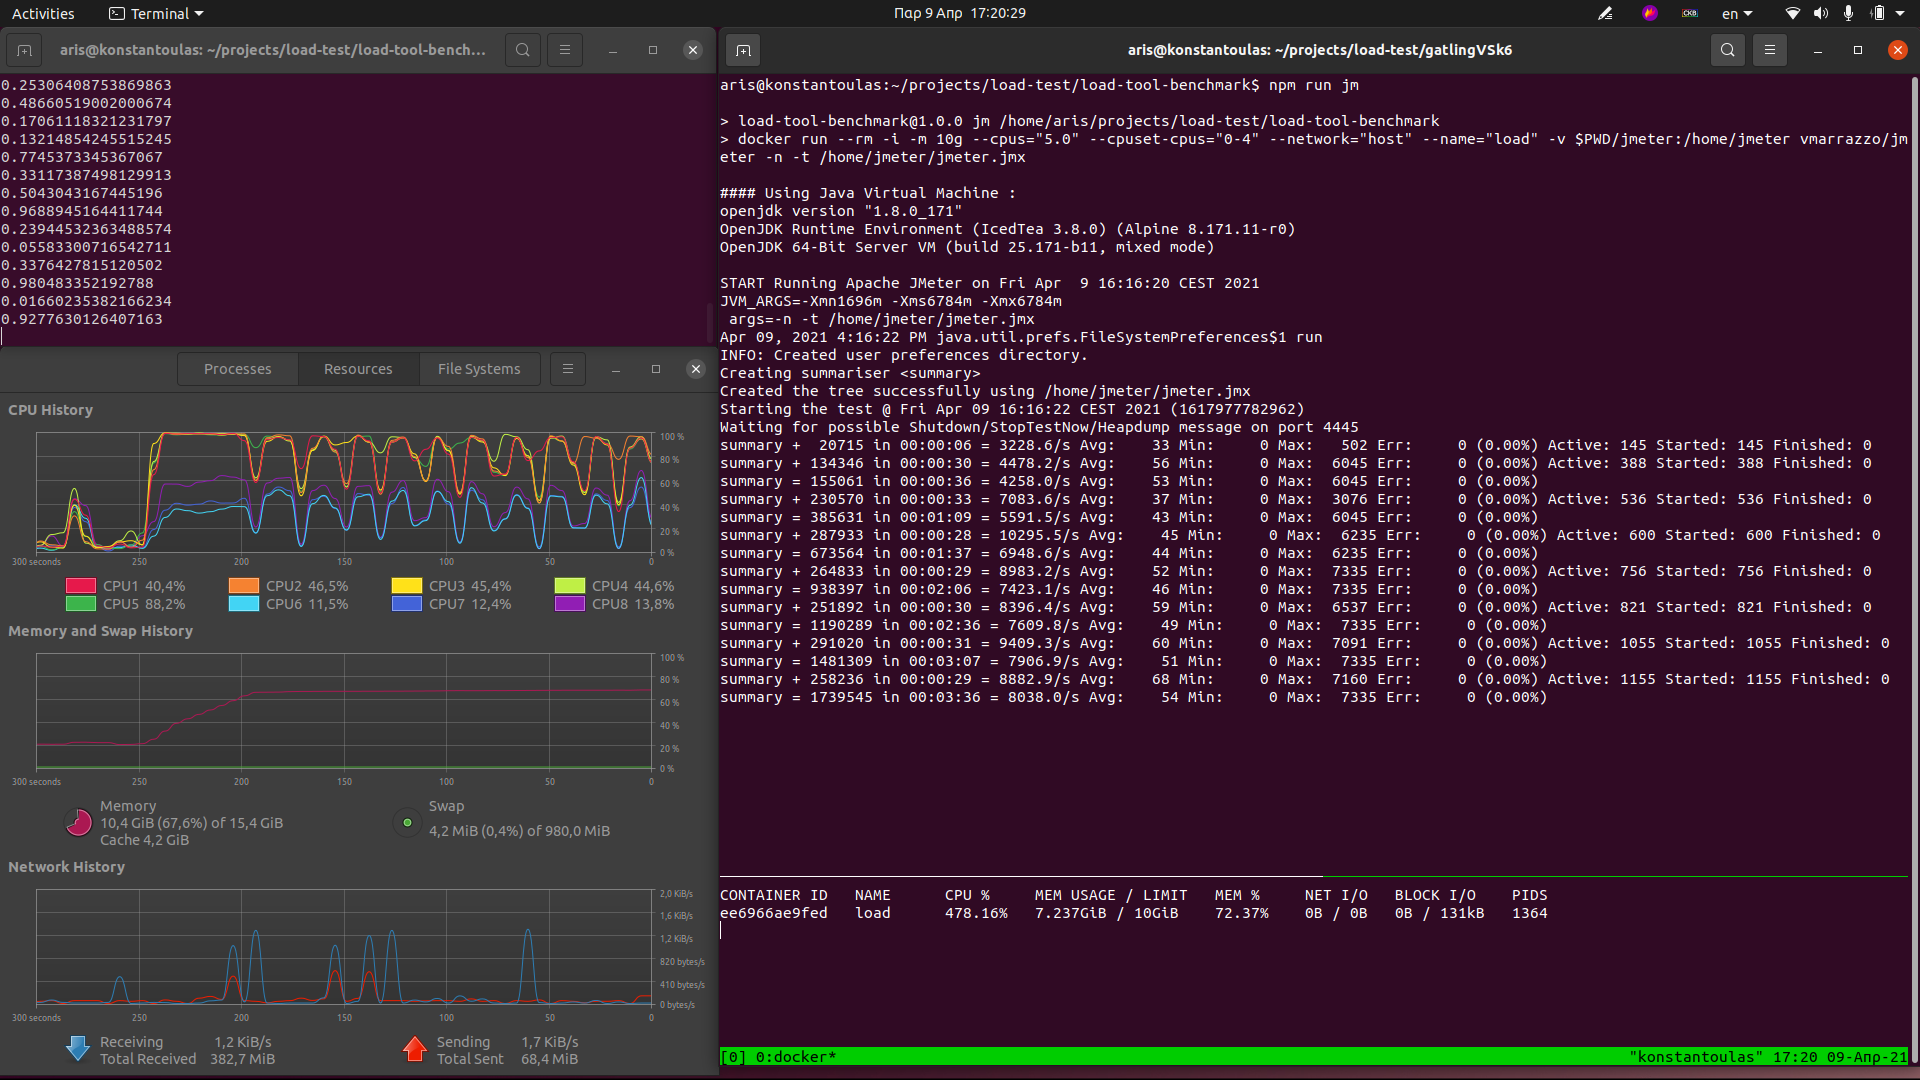 Activities
Terminal
Παρ 9 Απρ 17:20:29
en
aris@konstantoulas: ~/projects/load-test/load-tool-bench...
0.25306408753869863
0.48660519002000674
0.17061118321231797
0.132148542455152​45
0.7745373345367067
0.33117387498129913
0.5043043167445196
0.9688945164411744
0.23944532363488574
0.05583300716542711
0.3376427815120502
0.980483352192788
0.01660235382166234
0.9277630126407163
Processes
Resources
File Systems
CPU History
100 %
80 %
60 %
40 %
20 %
0 %
300 seconds 250 200 150 100 50 0
CPU1 40,4% CPU2 46,5% CPU3 45,4% CPU4 44,6%
CPU5 88,2% CPU6 11,5% CPU7 12,4% CPU8 13,8%
Memory and Swap History
100 %
80 %
60 %
40 %
20 %
0 %
300 seconds 250 200 150 100 50 0
Memory
10,4 GiB (67,6%) of 15,4 GiB
Cache 4,2 GiB
Swap
4,2 MiB (0,4%) of 980,0 MiB
Network History
2,0 KiB/s
1,6 KiB/s
1,2 KiB/s
820 bytes/s
410 bytes/s
0 bytes/s
300 seconds 250 200 150 100 50 0
Receiving 1,2 KiB/s
Total Received 382,7 MiB
Sending 1,7 KiB/s
Total Sent 68,4 MiB
aris@konstantoulas: ~/projects/load-test/gatlingVSk6
aris@konstantoulas:~/projects/load-test/load-tool-benchmark$ npm run jm
> load-tool-benchmark@1.0.0 jm /home/aris/projects/load-test/load-tool-benchmark
> docker run --rm -i -m 10g --cpus="5.0" --cpuset-cpus="0-4" --network="host" --name="load" -v $PWD/jmeter:/home/jmeter vmarrazzo/jm
eter -n -t /home/jmeter/jmeter.jmx
#### Using Java Virtual Machine :
openjdk version "1.8.0_171"
OpenJDK Runtime Environment (IcedTea 3.8.0) (Alpine 8.171.11-r0)
OpenJDK 64-Bit Server VM (build 25.171-b11, mixed mode)
START Running Apache JMeter on Fri Apr  9 16:16:20 CEST 2021
JVM_ARGS=-Xmn1696m -Xms6784m -Xmx6784m
 args=-n -t /home/jmeter/jmeter.jmx
Apr 09, 2021 4:16:22 PM java.util.prefs.FileSystemPreferences$1 run
INFO: Created user preferences directory.
Creating summariser <summary>
Created the tree successfully using /home/jmeter/jmeter.jmx
Starting the test @ Fri Apr 09 16:16:22 CEST 2021 (1617977782962)
Waiting for possible Shutdown/StopTestNow/Heapdump message on port 4445
summary +  20715 in 00:00:06 = 3228.6/s Avg:    33 Min:     0 Max:   502 Err:     0 (0.00%) Active: 145 Started: 145 Finished: 0
summary + 134346 in 00:00:30 = 4478.2/s Avg:    56 Min:     0 Max:  6045 Err:     0 (0.00%) Active: 388 Started: 388 Finished: 0
summary = 155061 in 00:00:36 = 4258.0/s Avg:    53 Min:     0 Max:  6045 Err:     0 (0.00%)
summary + 230570 in 00:00:33 = 7083.6/s Avg:    37 Min:     0 Max:  3076 Err:     0 (0.00%) Active: 536 Started: 536 Finished: 0
summary = 385631 in 00:01:09 = 5591.5/s Avg:    43 Min:     0 Max:  6045 Err:     0 (0.00%)
summary + 287933 in 00:00:28 = 10295.5/s Avg:    45 Min:     0 Max:  6235 Err:     0 (0.00%) Active: 600 Started: 600 Finished: 0
summary = 673564 in 00:01:37 = 6948.6/s Avg:    44 Min:     0 Max:  6235 Err:     0 (0.00%)
summary + 264833 in 00:00:29 = 8983.2/s Avg:    52 Min:     0 Max:  7335 Err:     0 (0.00%) Active: 756 Started: 756 Finished: 0
summary = 938397 in 00:02:06 = 7423.1/s Avg:    46 Min:     0 Max:  7335 Err:     0 (0.00%)
summary + 251892 in 00:00:30 = 8396.4/s Avg:    59 Min:     0 Max:  6537 Err:     0 (0.00%) Active: 821 Started: 821 Finished: 0
summary = 1190289 in 00:02:36 = 7609.8/s Avg:    49 Min:     0 Max:  7335 Err:     0 (0.00%)
summary + 291020 in 00:00:31 = 9409.3/s Avg:    60 Min:     0 Max:  7091 Err:     0 (0.00%) Active: 1055 Started: 1055 Finished: 0
summary = 1481309 in 00:03:07 = 7906.9/s Avg:    51 Min:     0 Max:  7335 Err:     0 (0.00%)
summary + 258236 in 00:00:29 = 8882.9/s Avg:    68 Min:     0 Max:  7160 Err:     0 (0.00%) Active: 1155 Started: 1155 Finished: 0
summary = 1739545 in 00:03:36 = 8038.0/s Avg:    54 Min:     0 Max:  7335 Err:     0 (0.00%)
CONTAINER ID   NAME      CPU %     MEM USAGE / LIMIT   MEM %     NET I/O   BLOCK I/O    PIDS
ee6966ae9fed   load      478.16%   7.237GiB / 10GiB    72.37%    0B / 0B   0B / 131kB   1364
[0] 0:docker* "konstantoulas" 17:20 09-Απρ-21